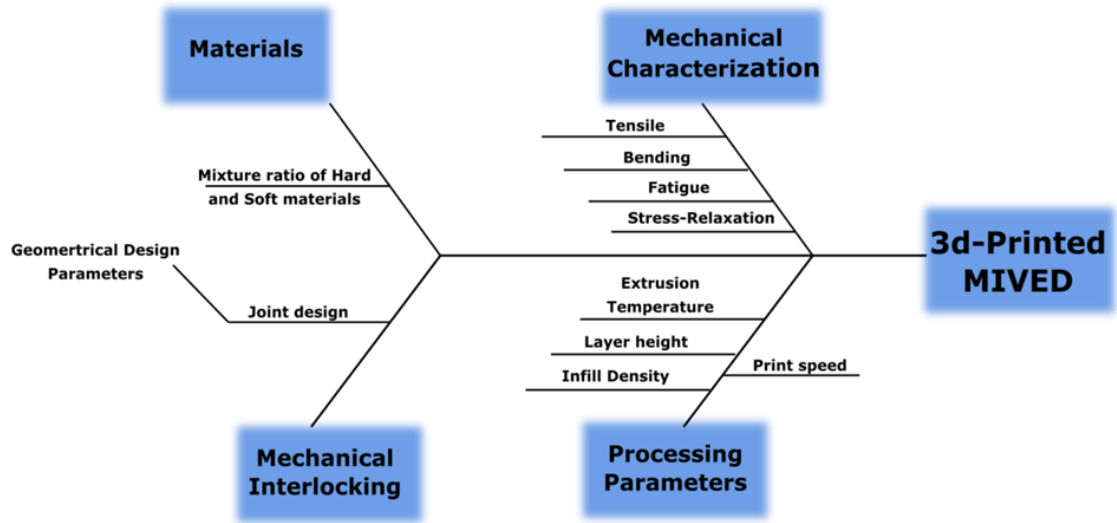 Materials
Mechanical
Characterization
Tensile
Bending
Fatigue
Stress-Relaxation
Mixture ratio of Hard
and Soft materials
Geomertrical Design
Parameters
Joint design
3d-Printed
MIVED
Extrusion
Temperature
Layer height
Infill Density
Print speed
Mechanical
Interlocking
Processing
Parameters